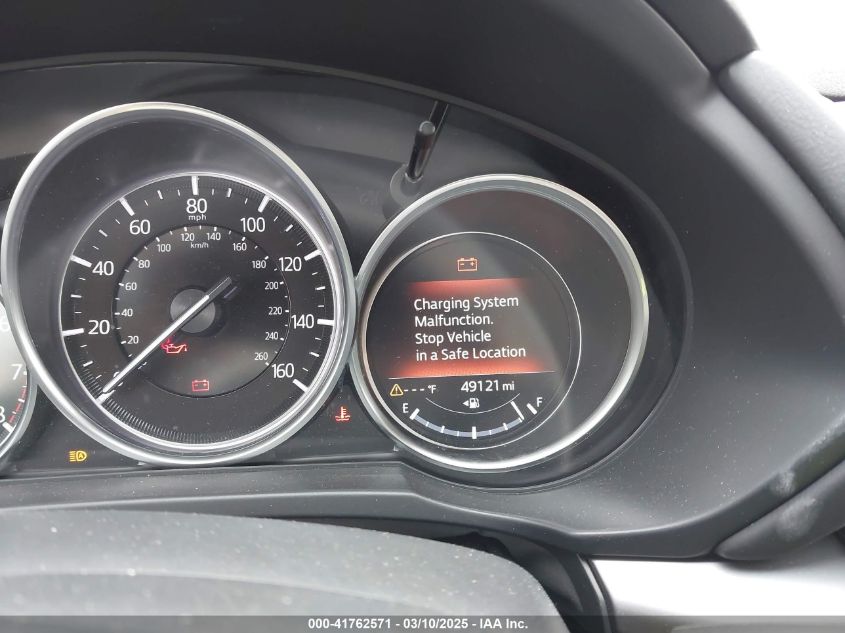 80
mph
60
100
40
120
20
140
160
120 140
km/h
100
160
80
180
60
200
40
220
20
240
260
7
8
Charging System
Malfunction.
Stop Vehicle
in a Safe Location
---°F
49121 mi
E
F
000-41762571 • 03/10/2025 • IAA Inc.